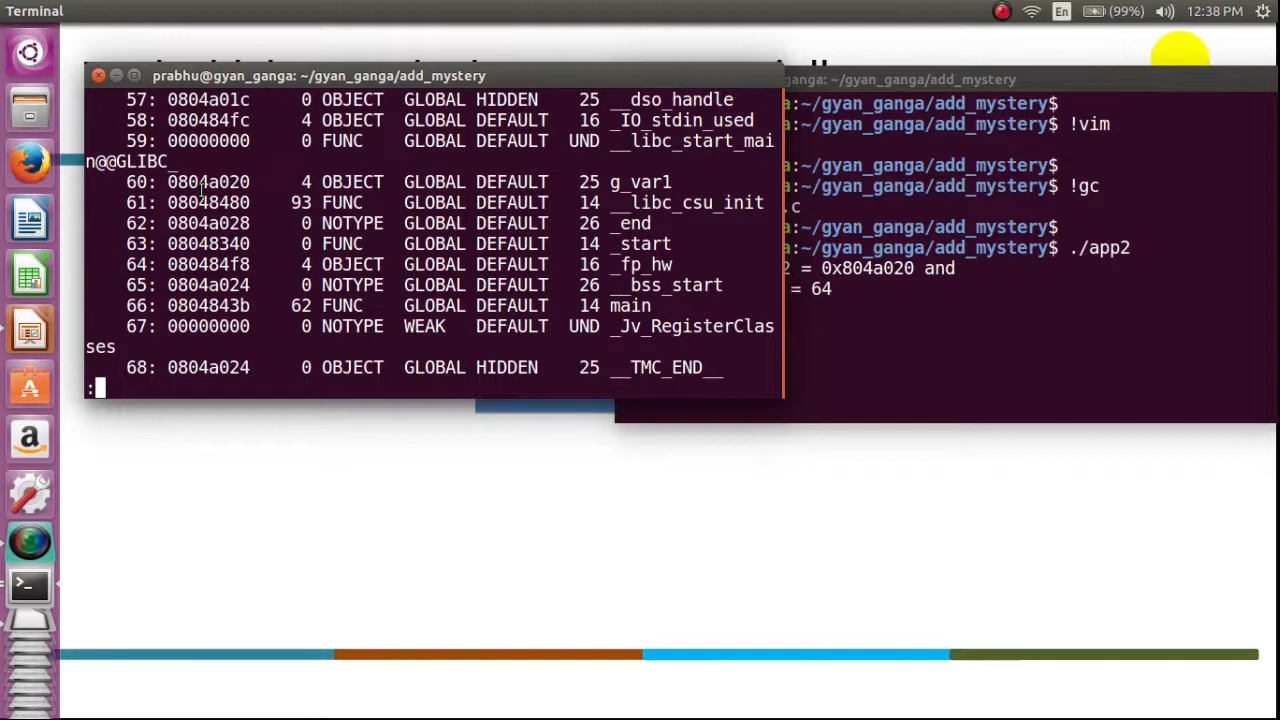 Terminal
En
(99%)
12:38 PM
prabhu@gyan_ganga: ~/gyan_ganga/add_mystery
57: 0804a01c 0 OBJECT GLOBAL HIDDEN 25 __dso_handle
58: 080484fc 4 OBJECT GLOBAL DEFAULT 16 _IO_stdin_used
59: 00000000 0 FUNC GLOBAL DEFAULT UND __libc_start_mai
n@@GLIBC_
60: 0804a020 4 OBJECT GLOBAL DEFAULT 25 g_var1
61: 08048480 93 FUNC GLOBAL DEFAULT 14 __libc_csu_init
62: 0804a028 0 NOTYPE GLOBAL DEFAULT 26 _end
63: 08048340 0 FUNC GLOBAL DEFAULT 14 _start
64: 080484f8 4 OBJECT GLOBAL DEFAULT 16 _fp_hw
65: 0804a024 0 NOTYPE GLOBAL DEFAULT 26 __bss_start
66: 0804843b 62 FUNC GLOBAL DEFAULT 14 main
67: 00000000 0 NOTYPE WEAK DEFAULT UND _Jv_RegisterClas
ses
68: 0804a024 0 OBJECT GLOBAL HIDDEN 25 __TMC_END__
:
ganga: ~/gyan_ganga/add_mystery
a:~/gyan_ganga/add_mystery$
a:~/gyan_ganga/add_mystery$ !vim
a:~/gyan_ganga/add_mystery$
a:~/gyan_ganga/add_mystery$ !gc
.c
a:~/gyan_ganga/add_mystery$
a:~/gyan_ganga/add_mystery$ ./app2
2 = 0x804a020 and
= 64